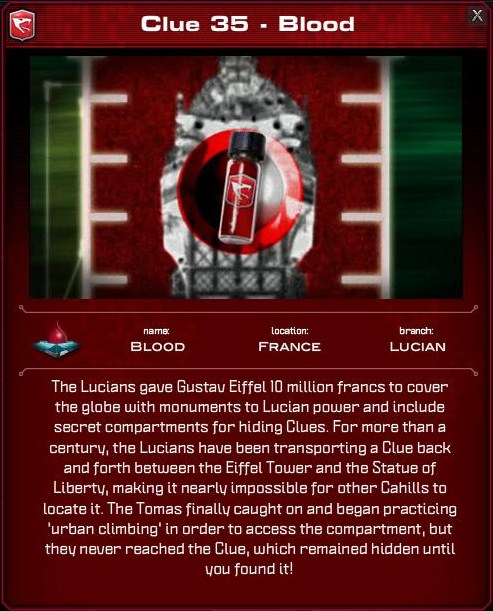 Clue 35 - Blood
X
name: location: branch:
BLOOD FRANCE LUCIAN
The Lucians gave Gustav Eiffel 10 million francs to cover
the globe with monuments to Lucian power and include
secret compartments for hiding Clues. For more than a
century, the Lucians have been transporting a Clue back
and forth between the Eiffel Tower and the Statue of
Liberty, making it nearly impossible for other Cahills to
locate it. The Tomas finally caught on and began practicing
'urban climbing' in order to access the compartment, but
they never reached the Clue, which remained hidden until
you found it!